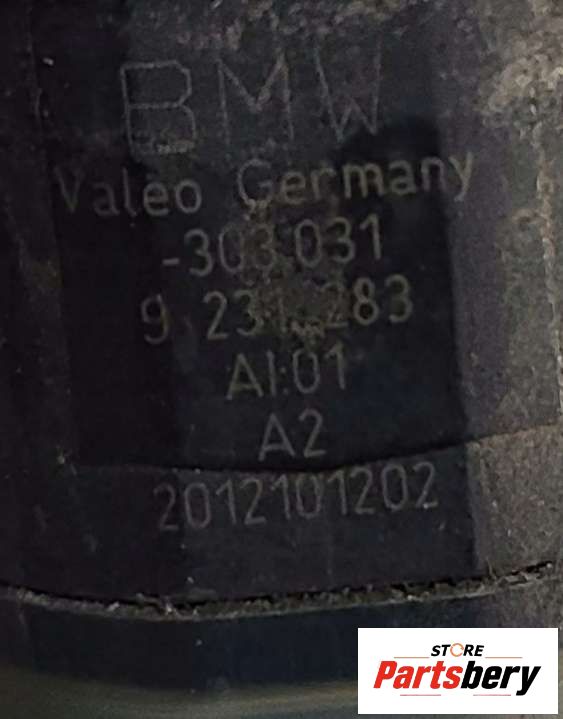 BMW
Valeo Germany
-303.031
9 231 283
AI:01
A2
2012101202
STORE
Partsbery